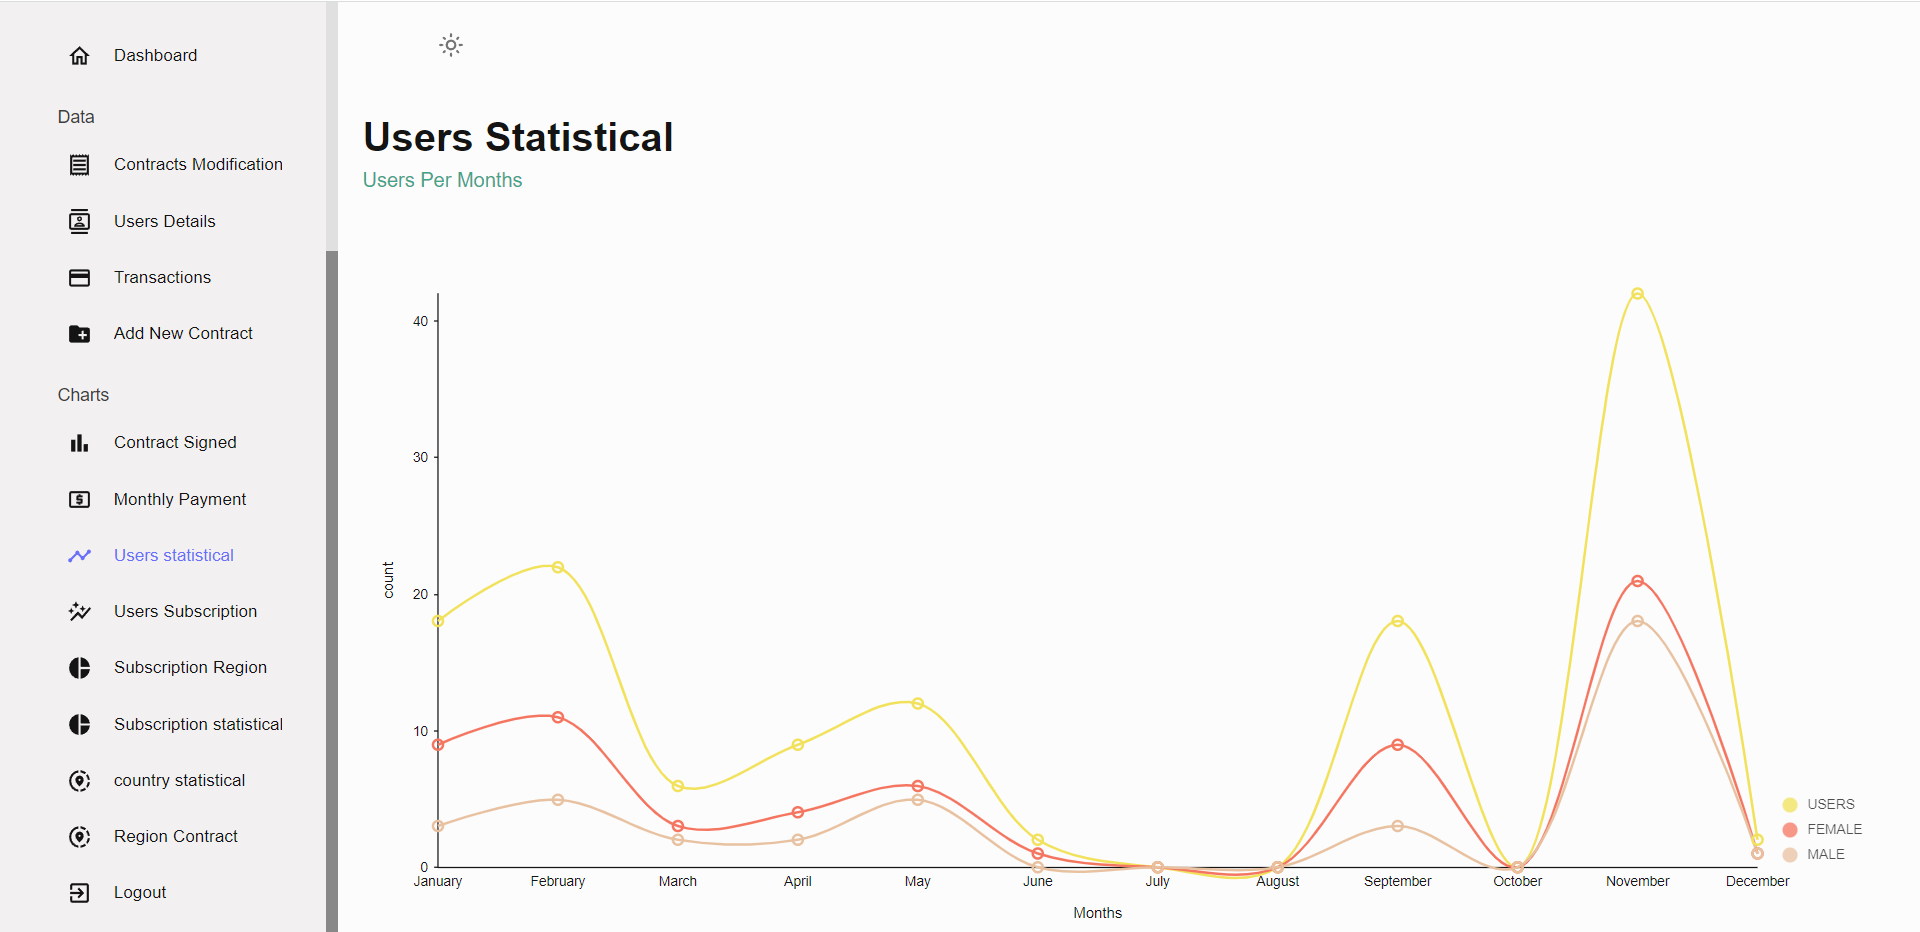 Dashboard
Data
Contracts Modification
Users Details
Transactions
Add New Contract
Charts
Contract Signed
Monthly Payment
Users statistical
Users Subscription
Subscription Region
Subscription statistical
country statistical
Region Contract
Logout
Users Statistical
Users Per Months
40
30
20
10
0
count
January February March April May June July August September October November December
Months
USERS
FEMALE
MALE